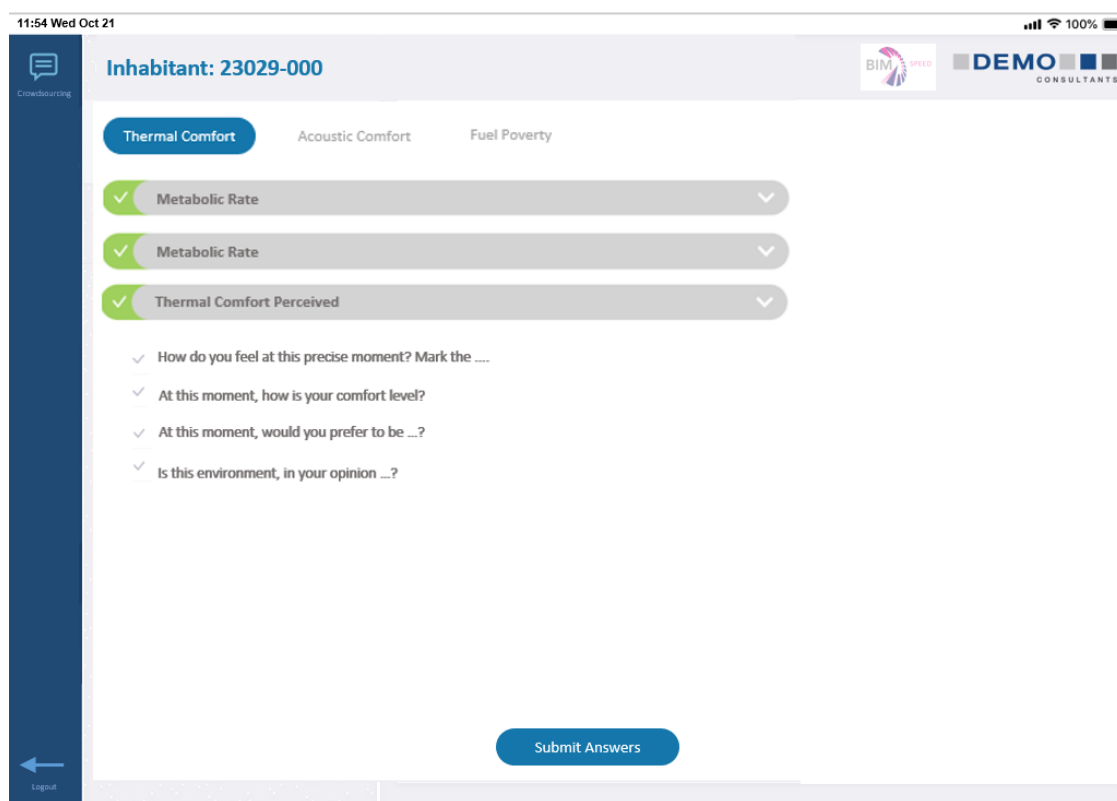 11:54 Wed Oct 21
100%
Crowdsourcing
Inhabitant: 23029-000
BIM SPEED
DEMO
CONSULTANTS
Thermal Comfort
Acoustic Comfort
Fuel Poverty
Metabolic Rate
Metabolic Rate
Thermal Comfort Perceived
How do you feel at this precise moment? Mark the ....
At this moment, how is your comfort level?
At this moment, would you prefer to be ...?
Is this environment, in your opinion ...?
Submit Answers
Logout